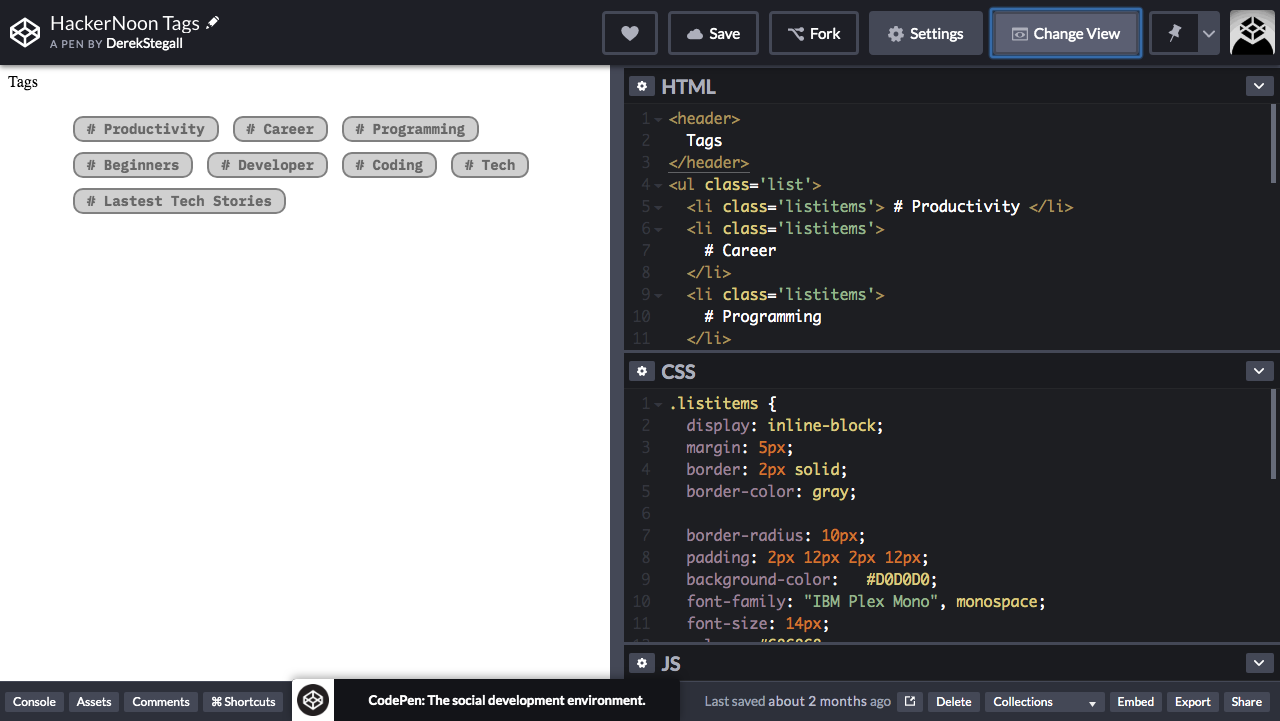 HackerNoon Tags
A PEN BY DerekStegall
Save
Fork
Settings
Change View
Tags
# Productivity # Career # Programming
# Beginners # Developer # Coding # Tech
# Lastest Tech Stories
HTML
1 <header>
2 Tags
3 </header>
4 <ul class='list'>
5 <li class='listitems'> # Productivity </li>
6 <li class='listitems'>
7 # Career
8 </li>
9 <li class='listitems'>
10 # Programming
11 </li>
CSS
1 .listitems {
2 display: inline-block;
3 margin: 5px;
4 border: 2px solid;
5 border-color: gray;
6
7 border-radius: 10px;
8 padding: 2px 12px 2px 12px;
9 background-color: #D0D0D0;
10 font-family: "IBM Plex Mono", monospace;
11 font-size: 14px;
JS
Console Assets Comments ⌘ Shortcuts
CodePen: The social development environment.
Last saved about 2 months ago
Delete Collections Embed Export Share